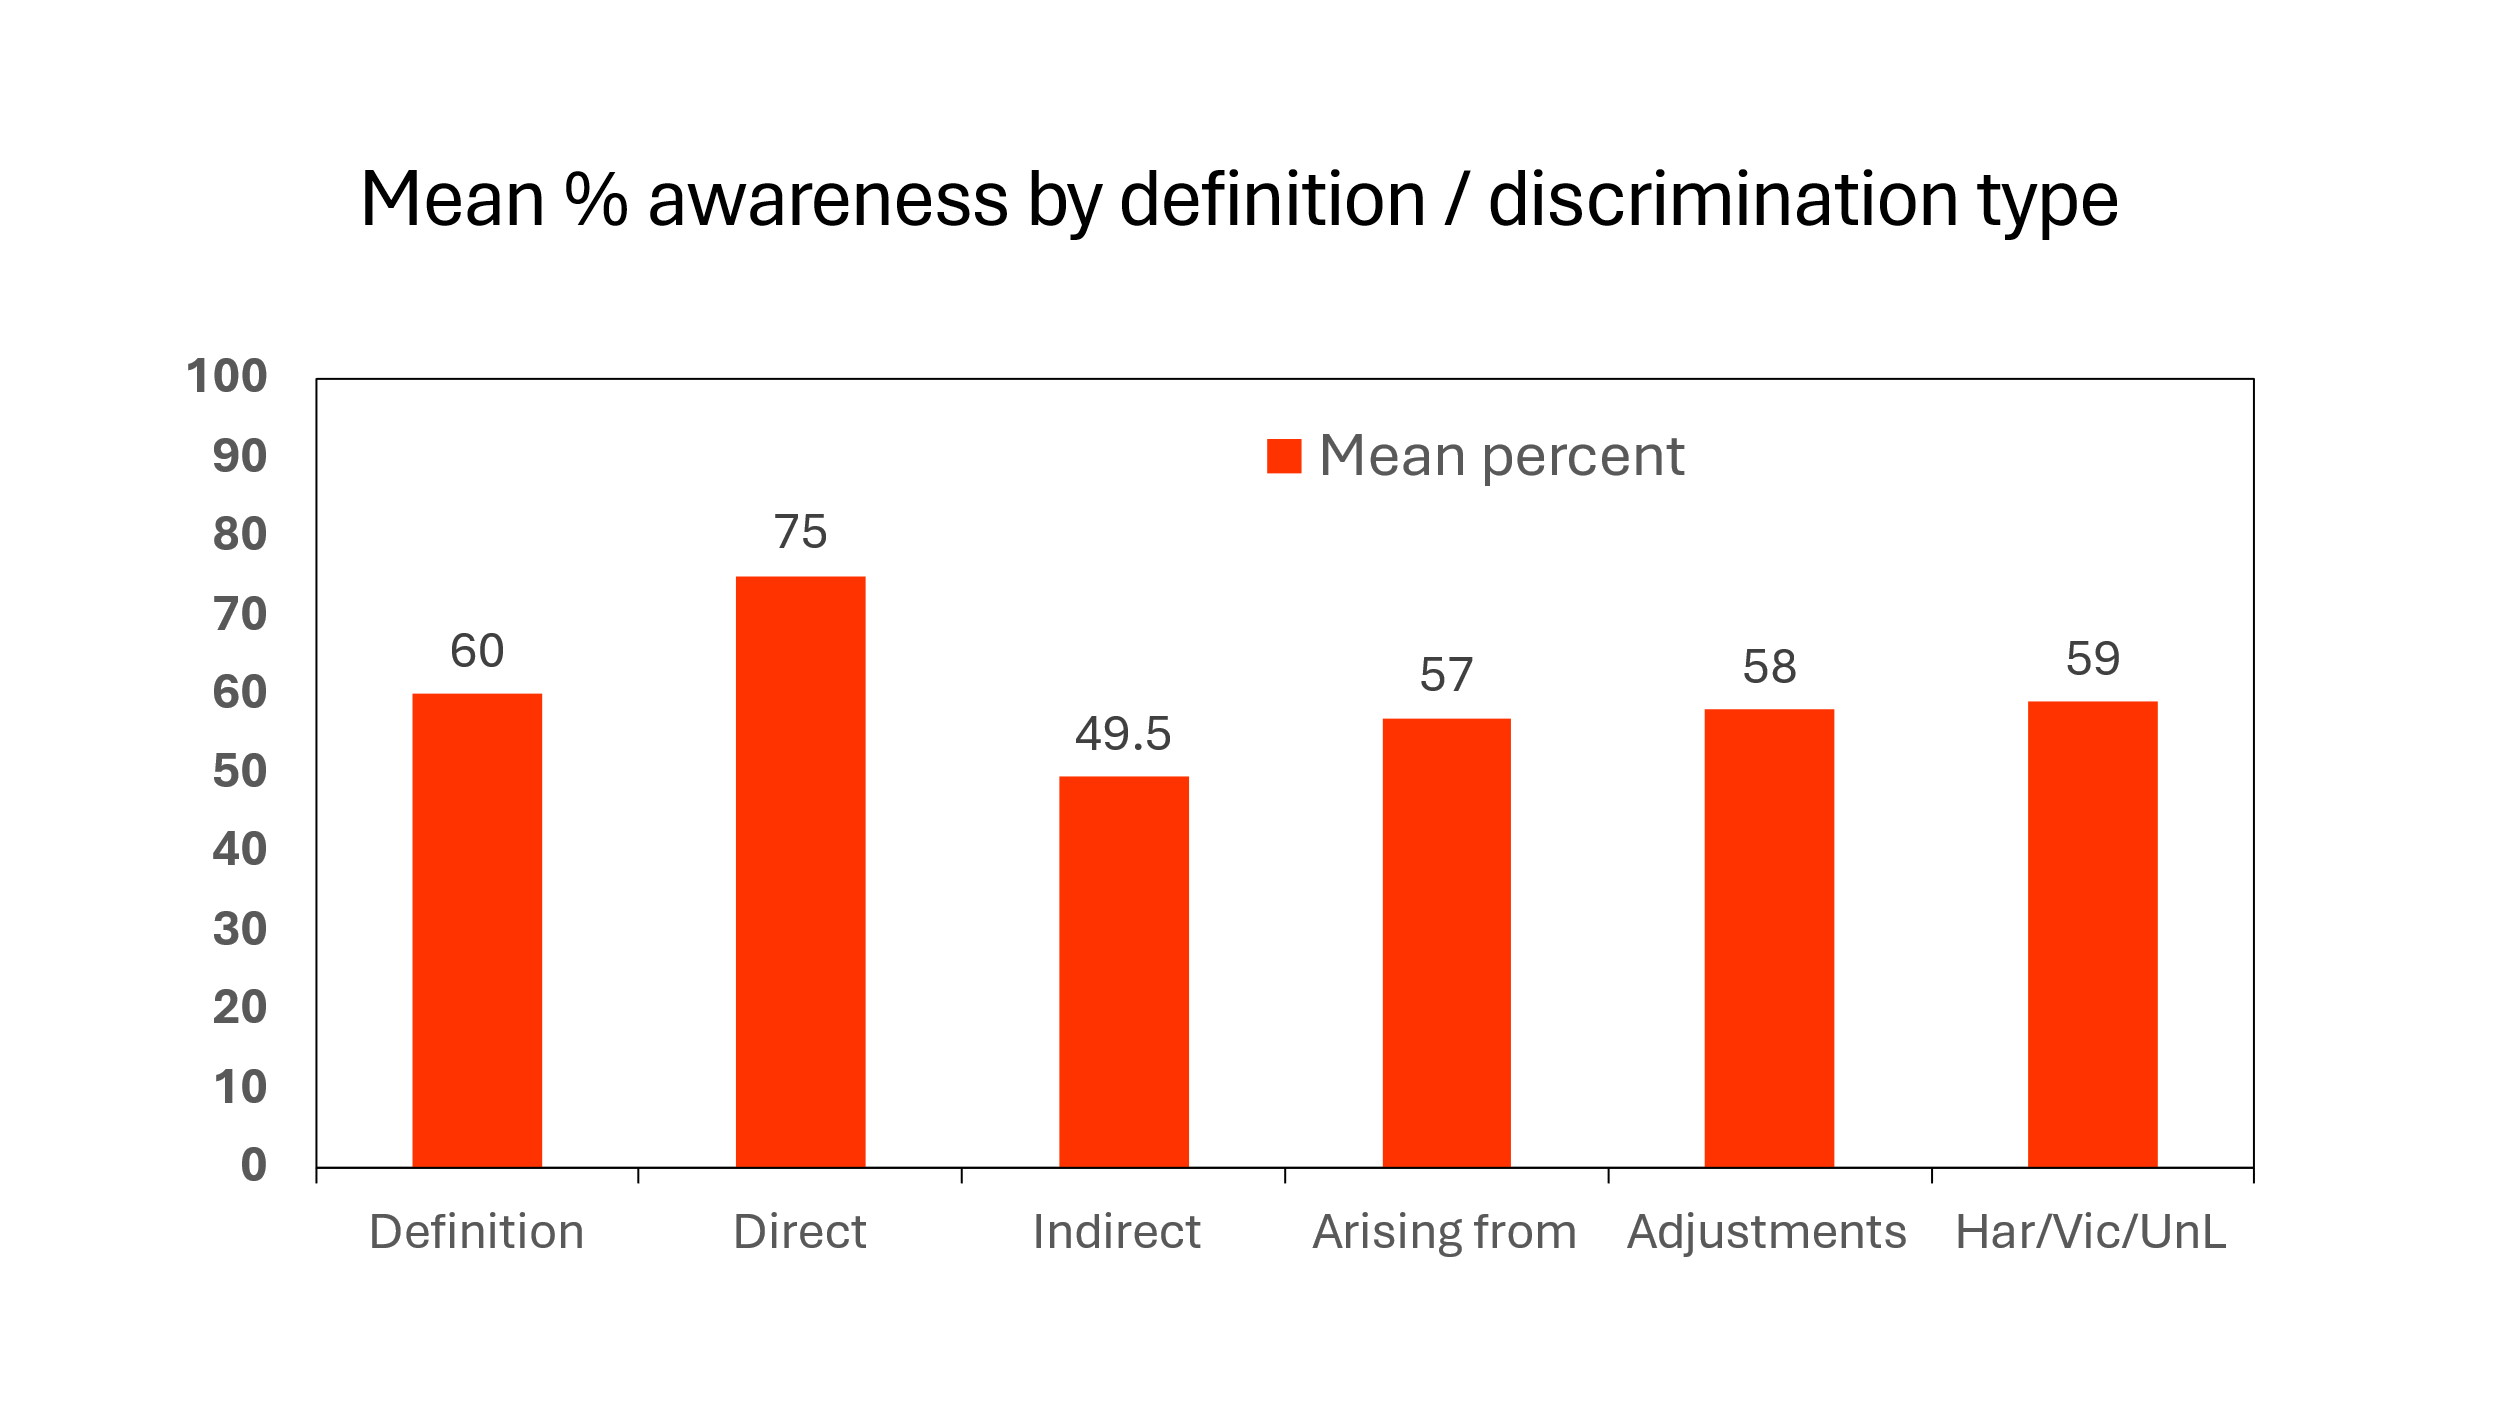 Mean % awareness by definition / discrimination type
100
90
80
70
60
50
40
30
20
10
0
Mean percent
60
75
49.5
57
58
59
Definition
Direct
Indirect
Arising from
Adjustments
Har/Vic/UnL